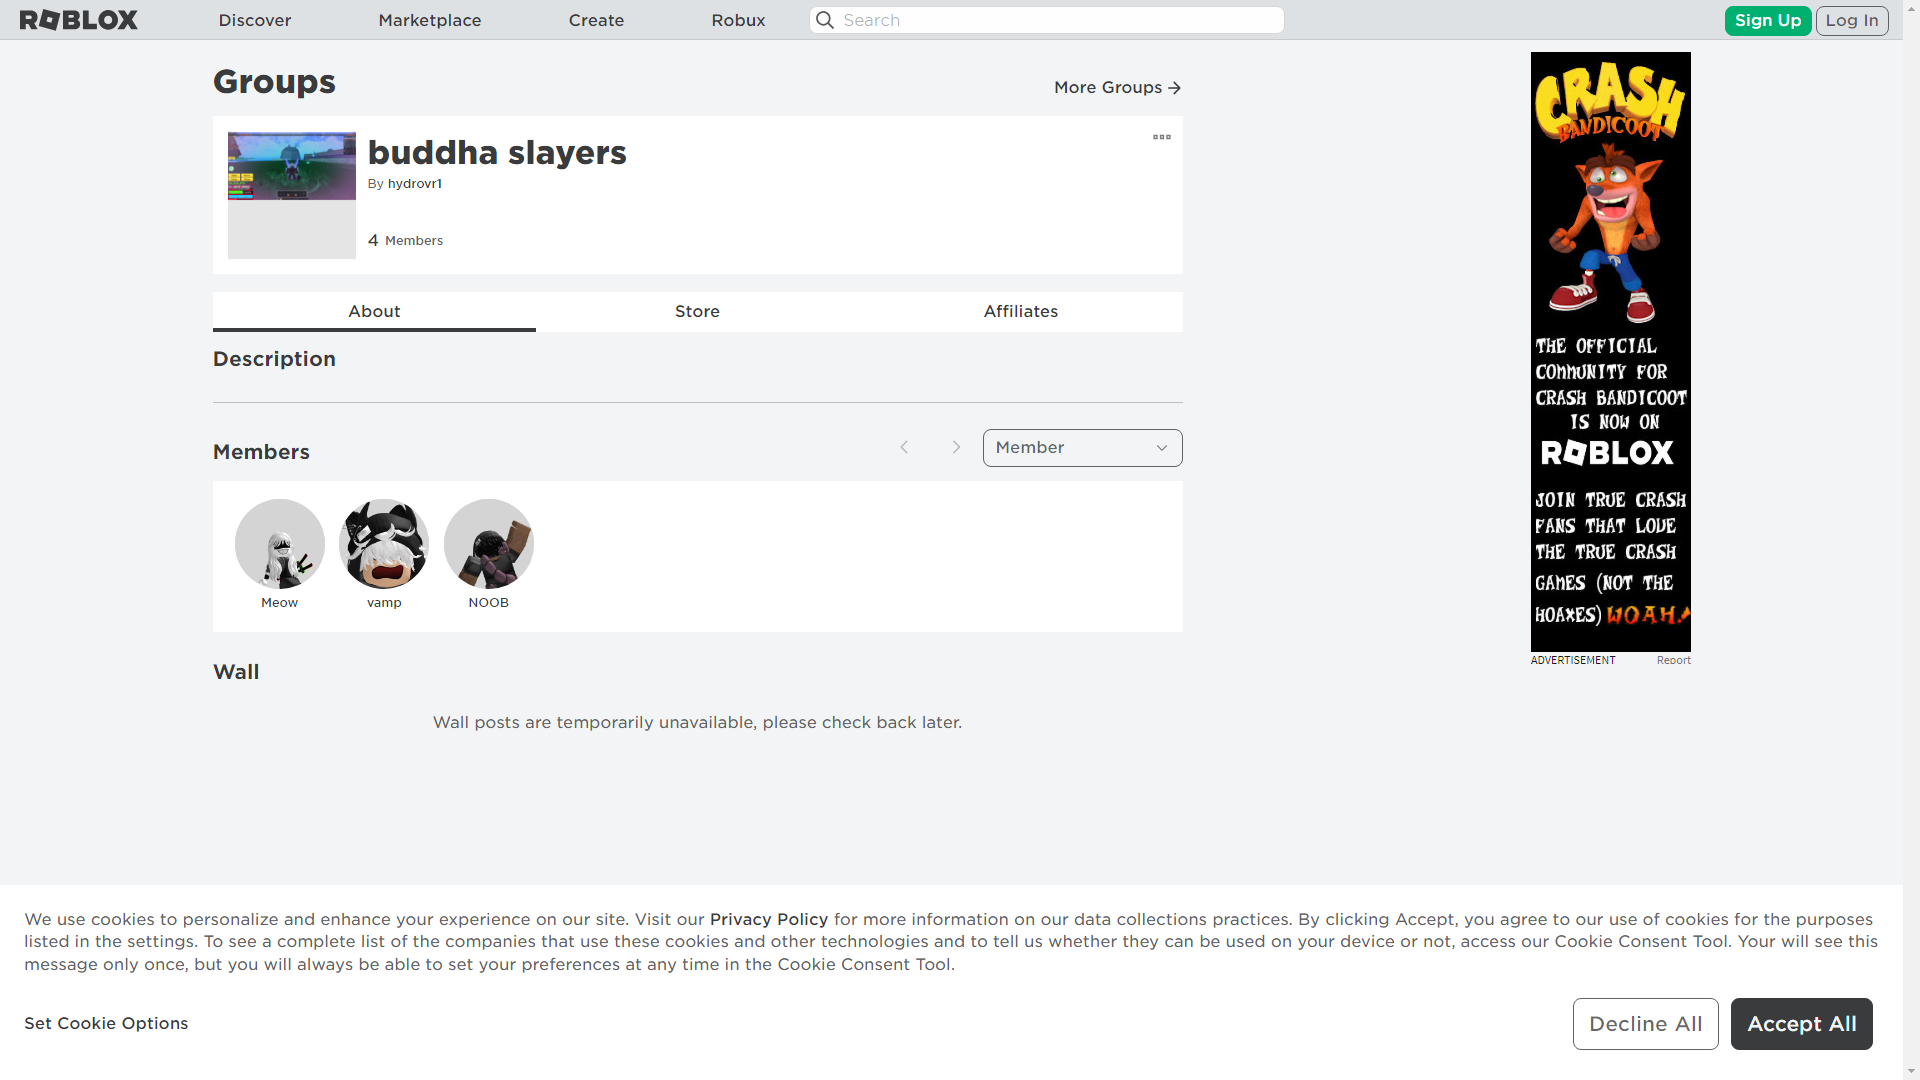 ROBLOX
Discover
Marketplace
Create
Robux
Search
Sign Up
Log In
Groups
More Groups
buddha slayers
By hydrovr1
4 Members
About
Store
Affiliates
Description
Members
Member
Meow
vamp
NOOB
Wall
Wall posts are temporarily unavailable, please check back later.
CRASH
BANDICOOT
THE OFFICIAL
COMMUNITY FOR
CRASH BANDICOOT
IS NOW ON
ROBLOX
JOIN TRUE CRASH
FANS THAT LOVE
THE TRUE CRASH
GAMES (NOT THE
HOAXES) WOAH!
ADVERTISEMENT
Report
We use cookies to personalize and enhance your experience on our site. Visit our Privacy Policy for more information on our data collections practices. By clicking Accept, you agree to our use of cookies for the purposes
listed in the settings. To see a complete list of the companies that use these cookies and other technologies and to tell us whether they can be used on your device or not, access our Cookie Consent Tool. Your will see this
message only once, but you will always be able to set your preferences at any time in the Cookie Consent Tool.
Set Cookie Options
Decline All
Accept All